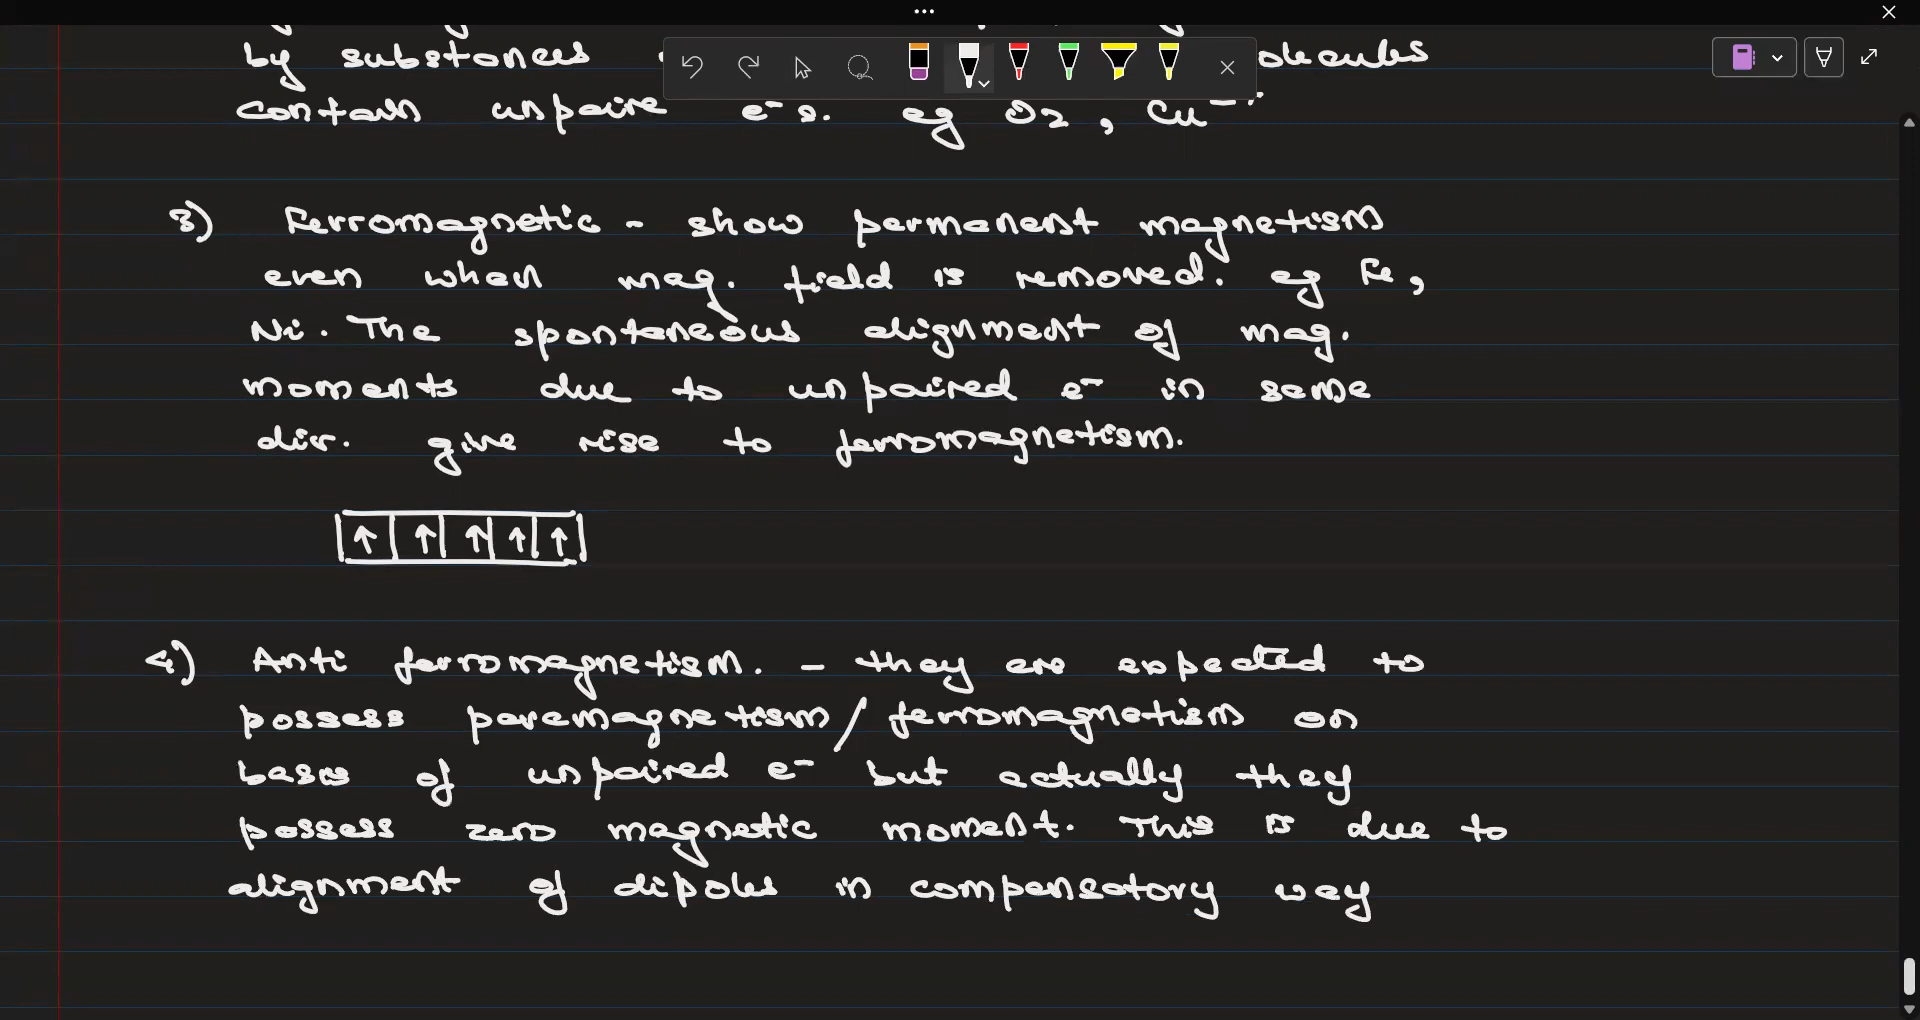 by substances olecules
contain unpaire e⁻s. eg O2, Cu
3) Ferromagnetic - show permanent magnetism
even when mag. field is removed. eg Fe,
Ni. The spontaneous alignment of mag.
moments due to unpaired e⁻ in same
dir. give rise to ferromagnetism.
↑ ↑ ↑ ↑ ↑
4) Anti ferromagnetism. - they are expected to
possess paramagnetism/ferromagnetism on
basis of unpaired e⁻ but actually they
possess zero magnetic moment. This is due to
alignment of dipoles in compensatory way